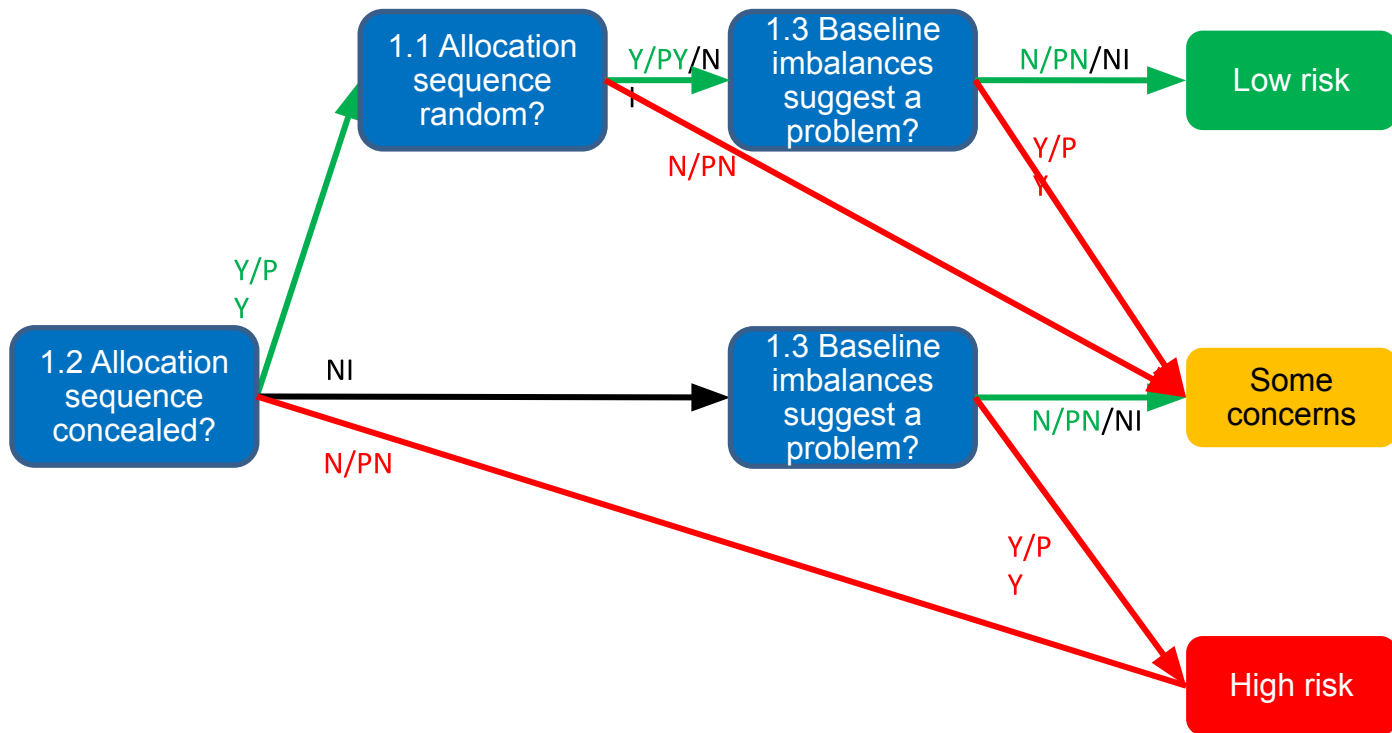 1.1 Allocation
sequence
random?
Y/PY/N
I
1.3 Baseline
imbalances
suggest a
problem?
N/PN/NI
Low risk
N/PN
Y/P
Y
Y/P
Y
1.2 Allocation
sequence
concealed?
NI
1.3 Baseline
imbalances
suggest a
problem?
N/PN/NI
Some
concerns
N/PN
Y/P
Y
High risk